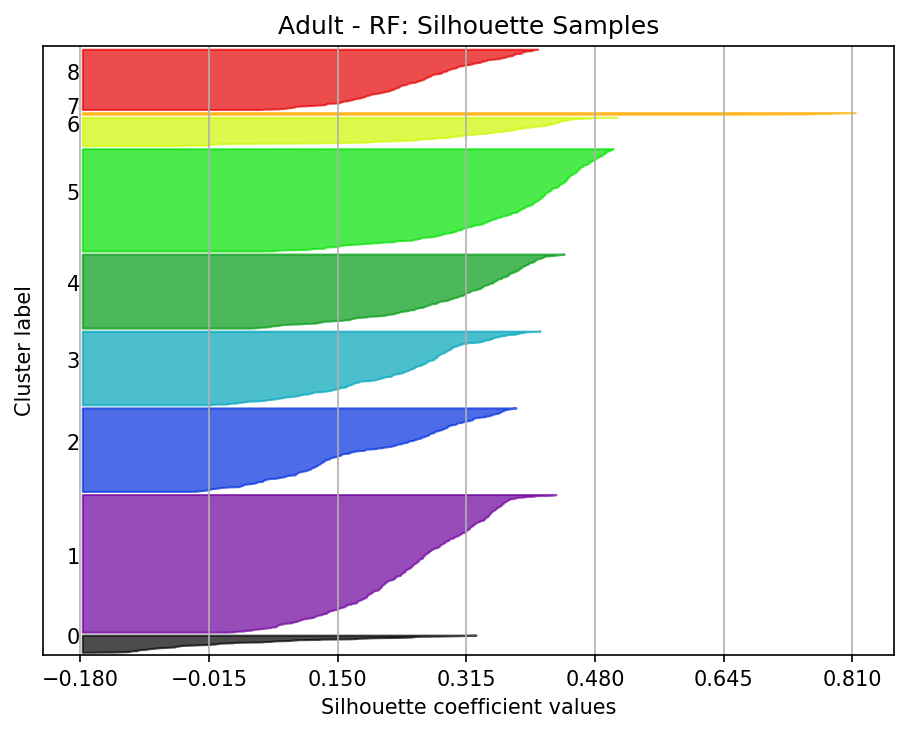 Adult - RF: Silhouette Samples
Cluster label
8
7
6
5
4
3
2
1
0
−0.180 −0.015 0.150 0.315 0.480 0.645 0.810
Silhouette coefficient values